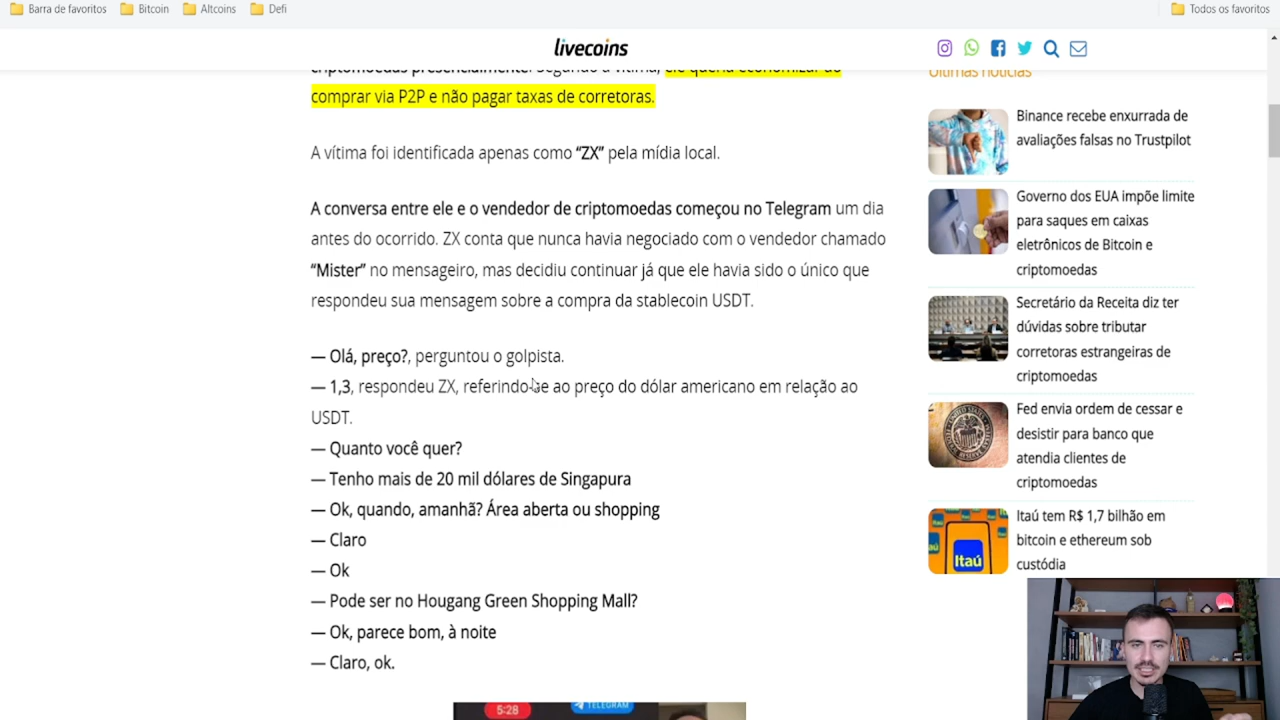 Barra de favoritos
Bitcoin
Altcoins
Defi
Todos os favoritos
livecoins
criptomoedas presencialmente. Segundo a vítima, ele queria economizar ao
comprar via P2P e não pagar taxas de corretoras.
A vítima foi identificada apenas como “ZX” pela mídia local.
A conversa entre ele e o vendedor de criptomoedas começou no Telegram um dia
antes do ocorrido. ZX conta que nunca havia negociado com o vendedor chamado
“Mister” no mensageiro, mas decidiu continuar já que ele havia sido o único que
respondeu sua mensagem sobre a compra da stablecoin USDT.
— Olá, preço?, perguntou o golpista.
— 1,3, respondeu ZX, referindo-se ao preço do dólar americano em relação ao
USDT.
— Quanto você quer?
— Tenho mais de 20 mil dólares de Singapura
— Ok, quando, amanhã? Área aberta ou shopping
— Claro
— Ok
— Pode ser no Hougang Green Shopping Mall?
— Ok, parece bom, à noite
— Claro, ok.
5:28
TELEGRAM
Últimas notícias
Binance recebe enxurrada de
avaliações falsas no Trustpilot
Governo dos EUA impõe limite
para saques em caixas
eletrônicos de Bitcoin e
criptomoedas
Secretário da Receita diz ter
dúvidas sobre tributar
corretoras estrangeiras de
criptomoedas
Fed envia ordem de cessar e
desistir para banco que
atendia clientes de
criptomoedas
Itaú tem R$ 1,7 bilhão em
bitcoin e ethereum sob
custódia
Itaú